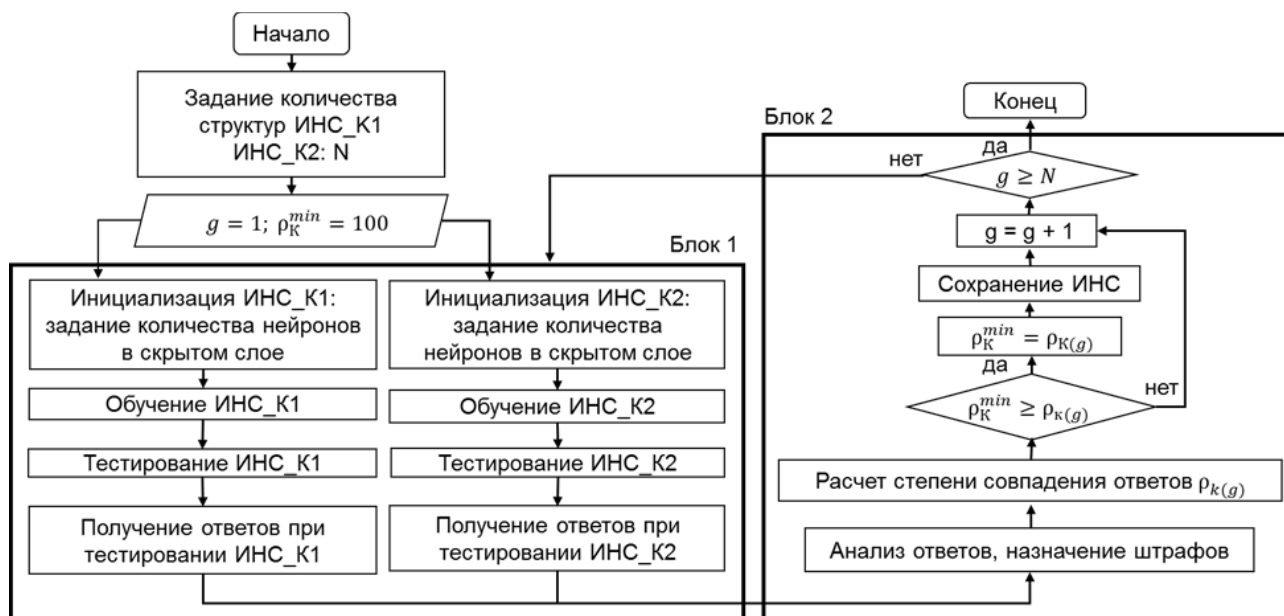 Начало
Задание количества
структур ИНС_К1
ИНС_К2: N
g = 1; ρ_К^min = 100
Блок 1
Инициализация ИНС_К1:
задание количества нейронов
в скрытом слое
Обучение ИНС_К1
Тестирование ИНС_К1
Получение ответов при
тестировании ИНС_К1
Инициализация ИНС_К2:
задание количества
нейронов в скрытом слое
Обучение ИНС_К2
Тестирование ИНС_К2
Получение ответов при
тестировании ИНС_К2
Блок 2
Конец
да
нет
g ≥ N
g = g + 1
Сохранение ИНС
ρ_К^min = ρ_К(g)
да
нет
ρ_К^min ≥ ρ_к(g)
Расчет степени совпадения ответов ρ_k(g)
Анализ ответов, назначение штрафов